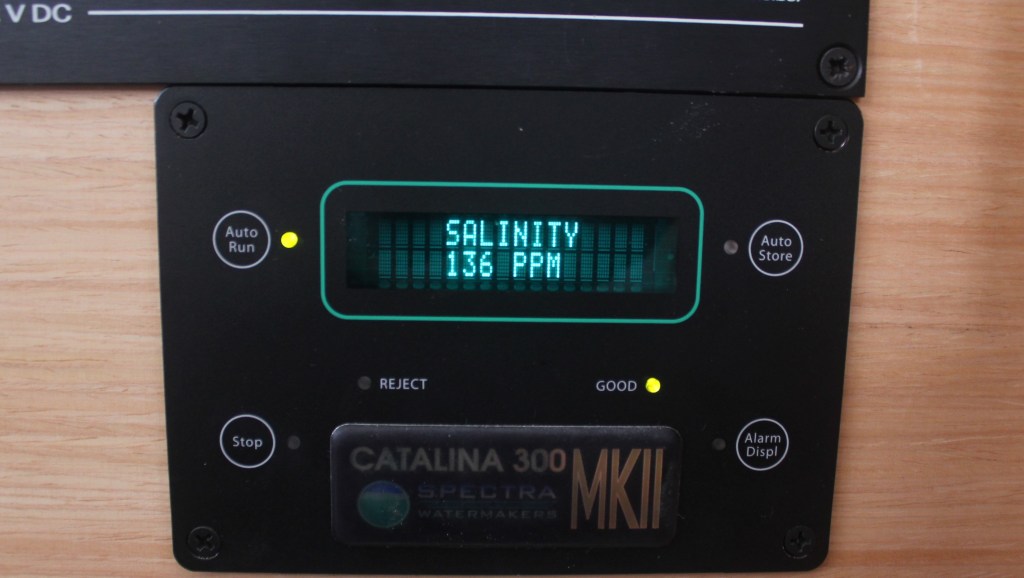 V DC
Auto
Run
SALINITY
136 PPM
Auto
Store
REJECT
GOOD
Stop
Alarm
Displ
CATALINA 300
MKII
SPECTRA
WATERMAKERS